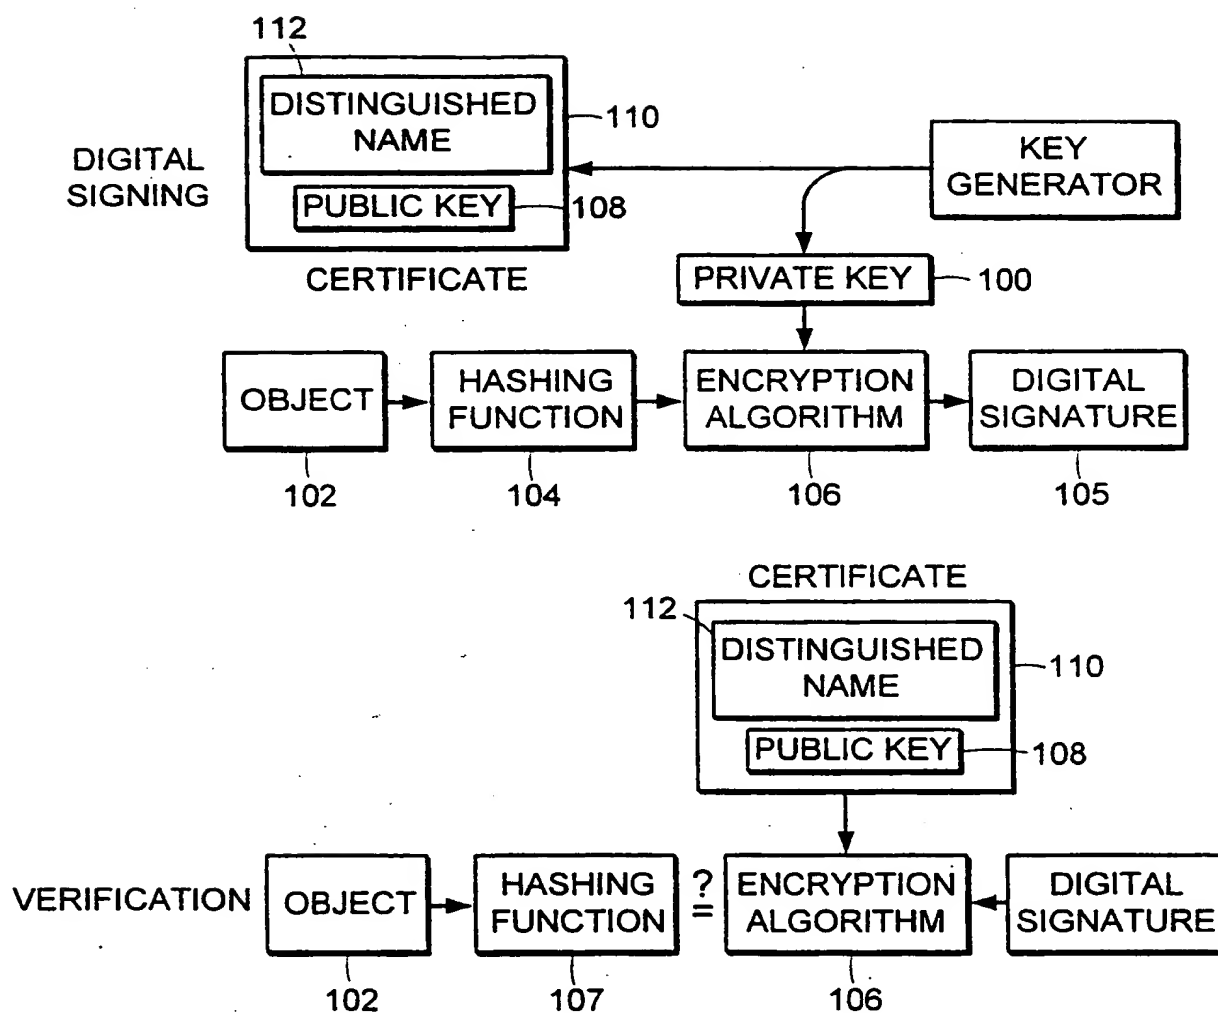 112
DISTINGUISHED
NAME
110
DIGITAL
SIGNING
KEY
GENERATOR
PUBLIC KEY
108
CERTIFICATE
PRIVATE KEY
100
OBJECT
HASHING
FUNCTION
ENCRYPTION
ALGORITHM
DIGITAL
SIGNATURE
102
104
106
105
CERTIFICATE
112
DISTINGUISHED
NAME
110
PUBLIC KEY
108
VERIFICATION
OBJECT
HASHING
FUNCTION
?
=
ENCRYPTION
ALGORITHM
DIGITAL
SIGNATURE
102
107
106